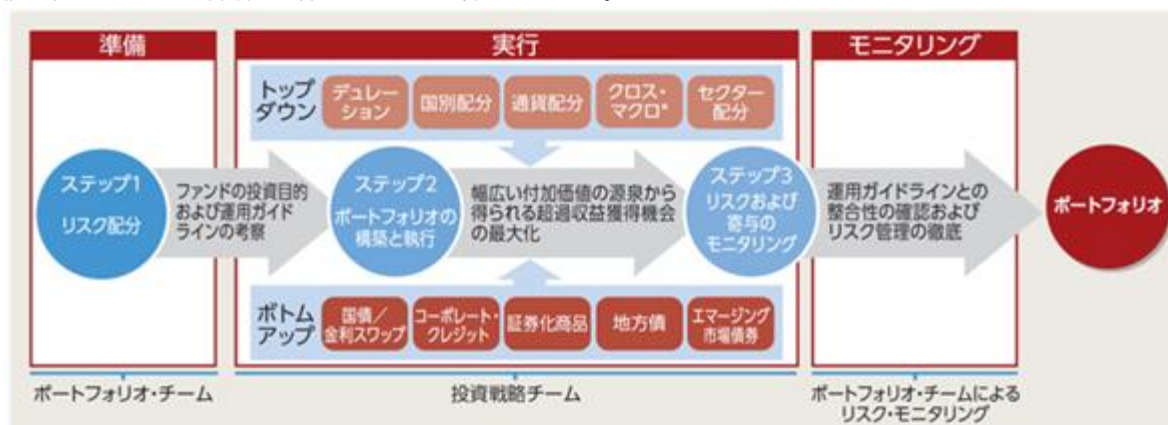 準備
実行
モニタリング
トップ
ダウン
デュレー
ション
国別配分
通貨配分
クロス・
マクロ*
セクター
配分
ステップ1
リスク配分
ファンドの投資目的
および運用ガイド
ラインの考察
ステップ2
ポートフォリオの
構築と執行
幅広い付加価値の源泉から
得られる超過収益獲得機会
の最大化
ステップ3
リスクおよび
寄与の
モニタリング
運用ガイドラインとの
整合性の確認および
リスク管理の徹底
ポートフォリオ
ボトム
アップ
国債/
金利スワップ
コーポレート・
クレジット
証券化商品
地方債
エマージング
市場債券
ポートフォリオ・チーム
投資戦略チーム
ポートフォリオ・チームによる
リスク・モニタリング